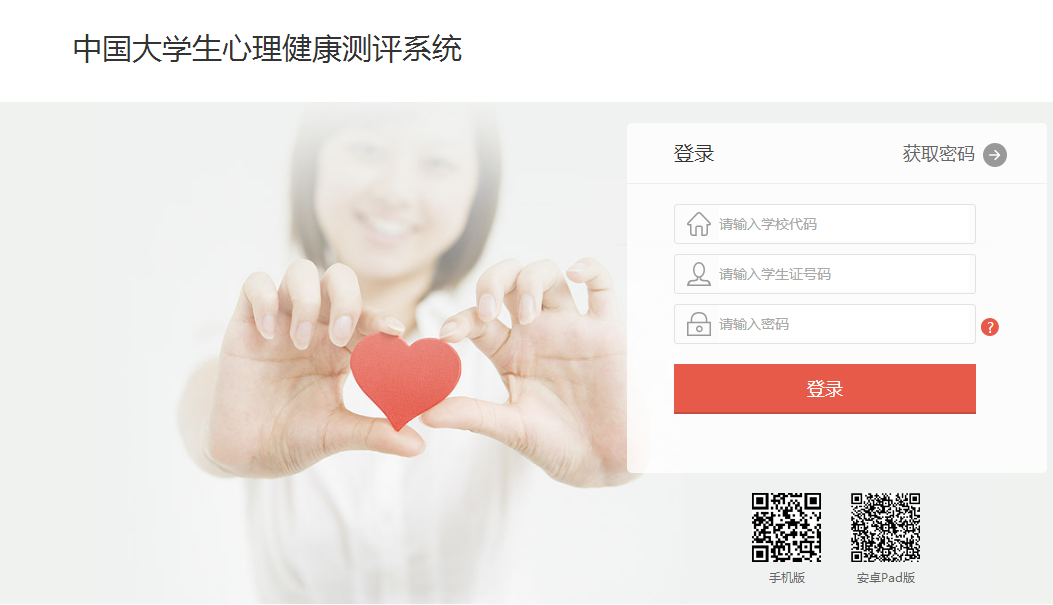 中国大学生心理健康测评系统
登录
获取密码
请输入学校代码
请输入学生证号码
请输入密码
?
登录
手机版
安卓Pad版